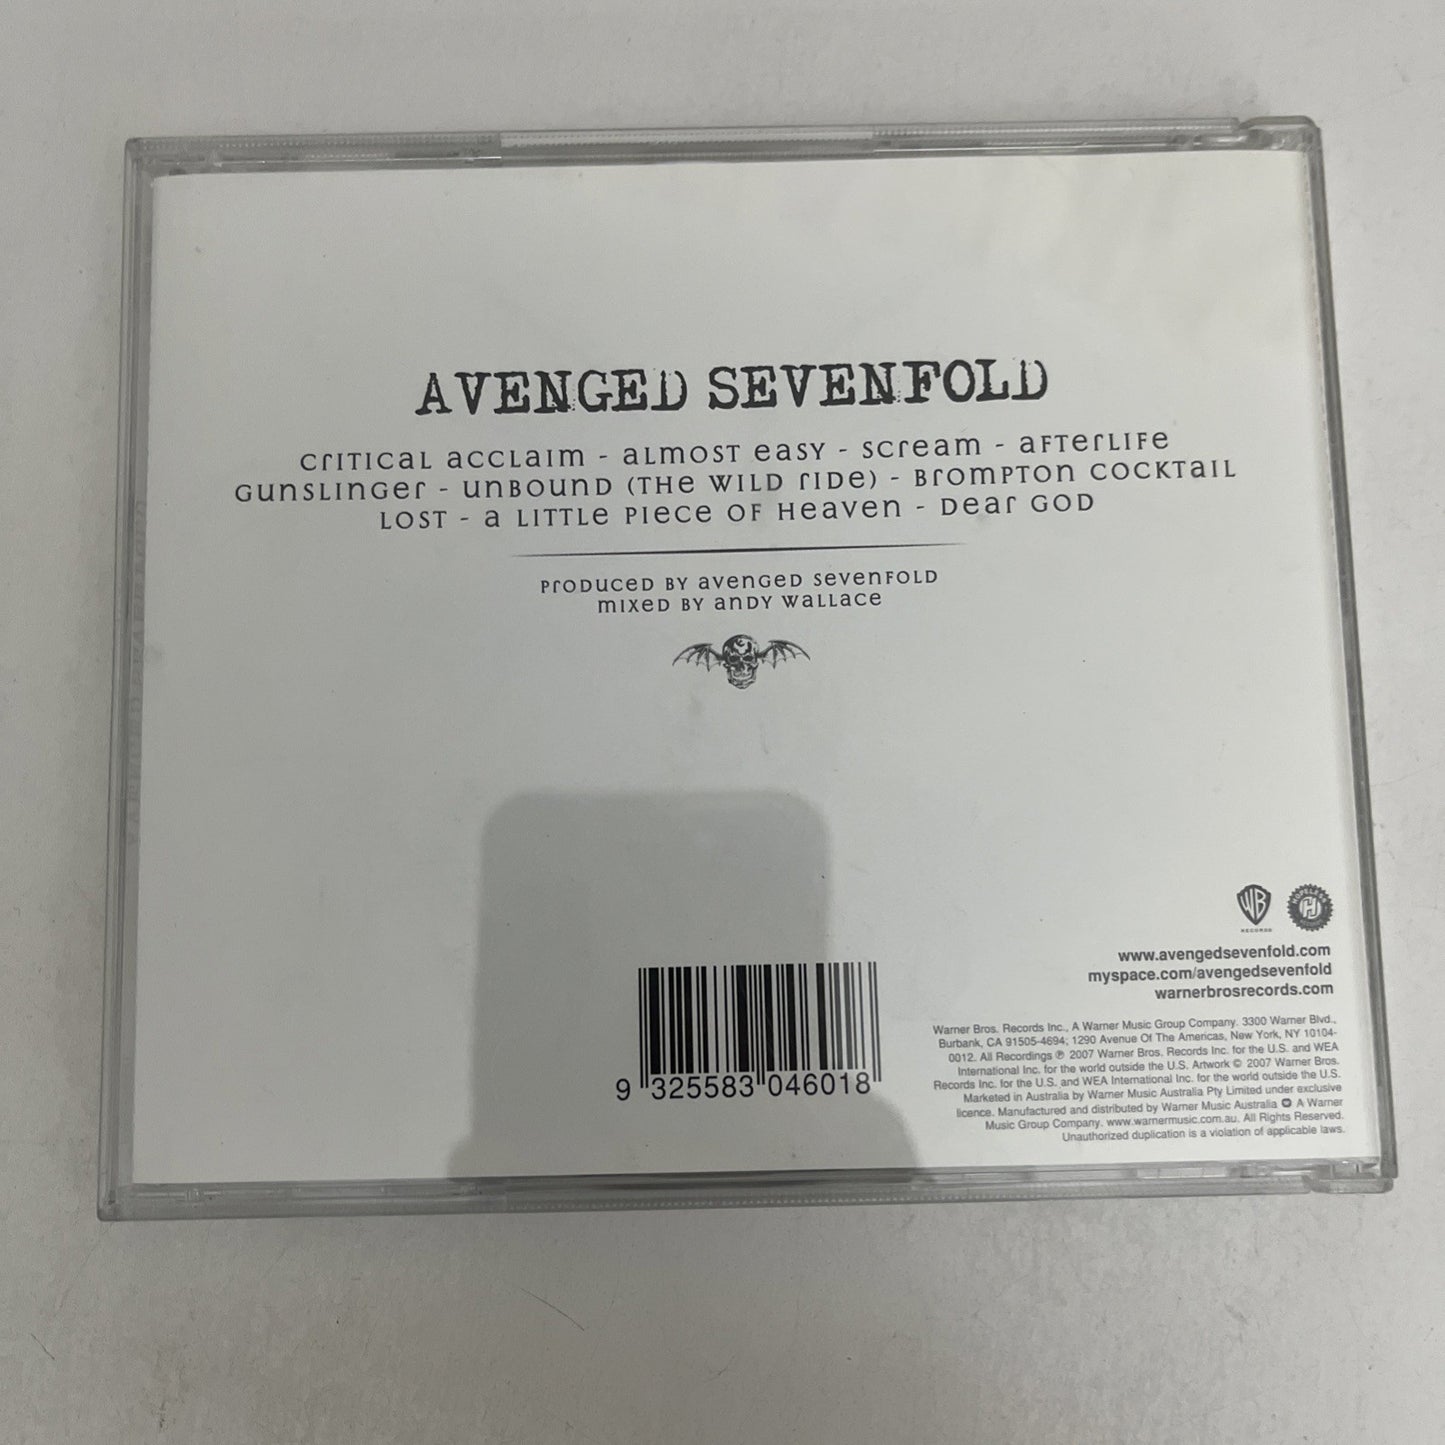 AVENGED SEVENFOLD
CRITICAL ACCLAIM - ALMOST EASY - SCREAM - AFTERLIFE
GUNSLINGER - UNBOUND (THE WILD RIDE) - BROMPTON COCKTAIL
LOST - A LITTLE PIECE OF HEAVEN - DEAR GOD
PRODUCED BY AVENGED SEVENFOLD
MIXED BY ANDY WALLACE
WB
RECORDS
HOPELESS
H
RECORDS
www.avengedsevenfold.com
myspace.com/avengedsevenfold
warnerbrosrecords.com
9 325583 046018
Warner Bros. Records Inc., A Warner Music Group Company. 3300 Warner Blvd.,
Burbank, CA 91505-4694; 1290 Avenue Of The Americas, New York, NY 10104-
0012. All Recordings ℗ 2007 Warner Bros. Records Inc. for the U.S. and WEA
International Inc. for the world outside the U.S. Artwork © 2007 Warner Bros.
Records Inc. for the U.S. and WEA International Inc. for the world outside the U.S.
Marketed in Australia by Warner Music Australia Pty Limited under exclusive
licence. Manufactured and distributed by Warner Music Australia A Warner
Music Group Company. www.warnermusic.com.au. All Rights Reserved.
Unauthorized duplication is a violation of applicable laws.